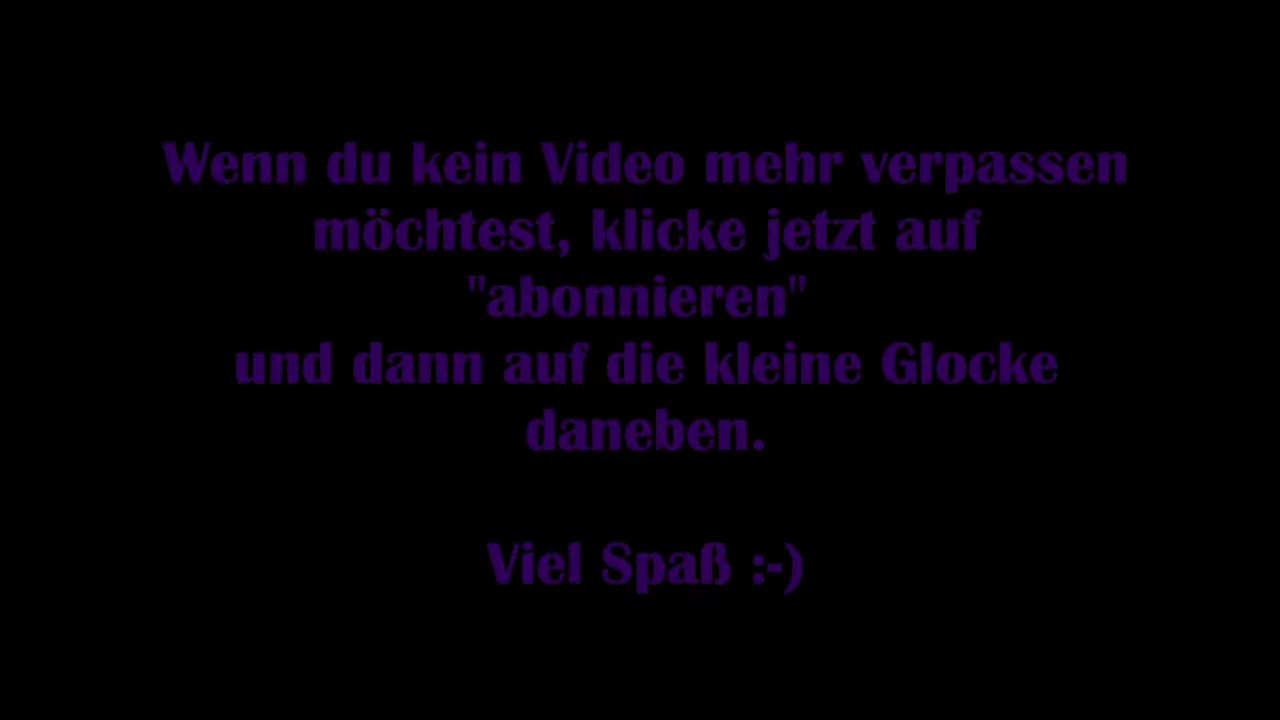 Wenn du kein Video mehr verpassen
möchtest, klicke jetzt auf
"abonnieren"
und dann auf die kleine Glocke
daneben.
Viel Spaß :-)